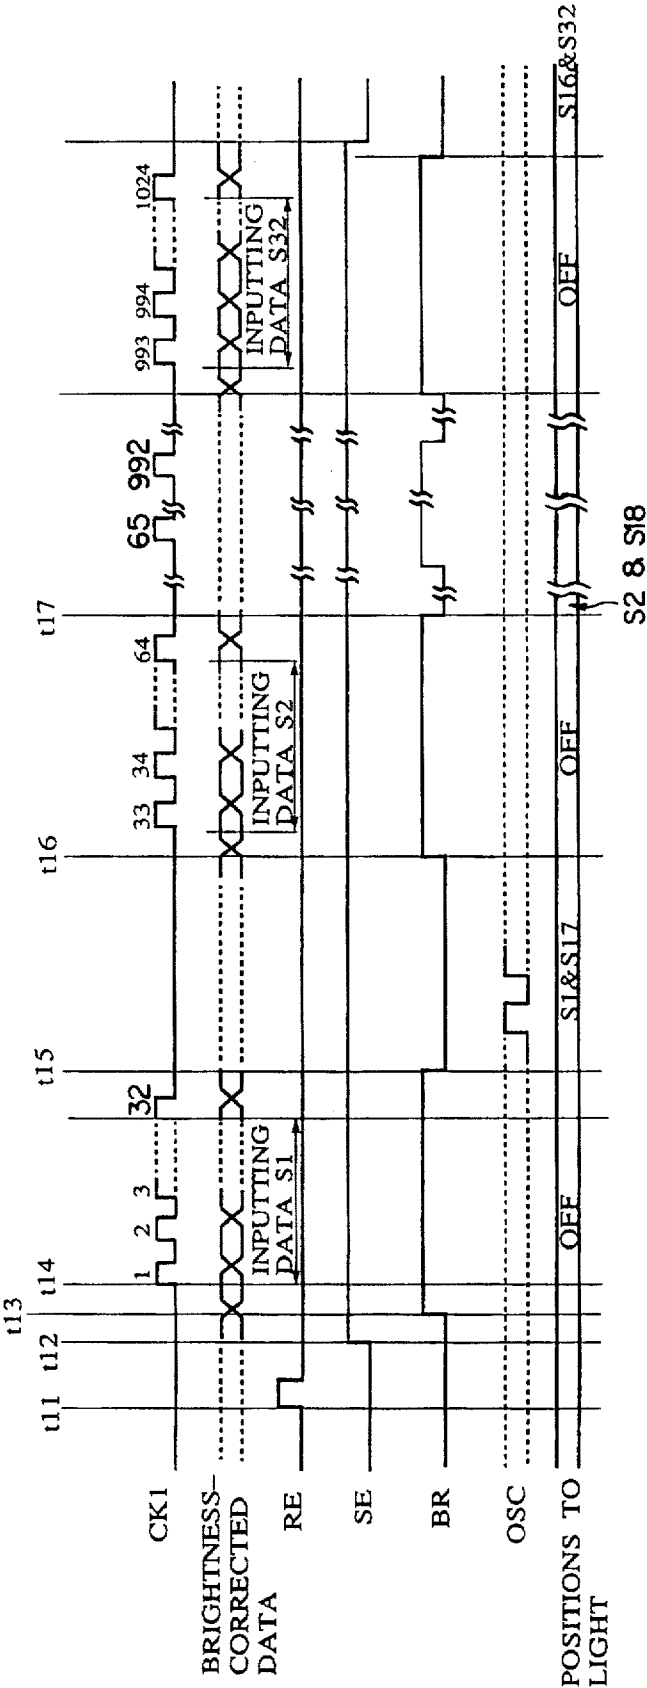 t11
t12
t13
t14
t15
t16
t17
CK1
1
2
3
32
33
34
64
65
992
993
994
1024
BRIGHTNESS-
CORRECTED
DATA
INPUTTING
DATA S1
INPUTTING
DATA S2
INPUTTING
DATA S32
RE
SE
BR
OSC
POSITIONS TO
LIGHT
OFF
S1&S17
OFF
S2 & S18
OFF
S16&S32